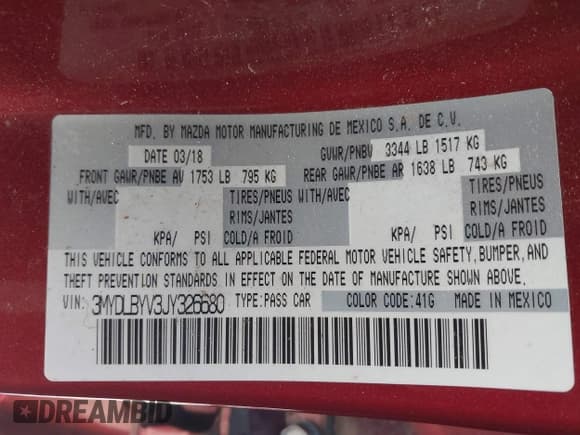 MFD. BY MAZDA MOTOR MANUFACTURING DE MEXICO S.A. DE C.V.
DATE 03/18 GVWR/PNBV 3344 LB 1517 KG
FRONT GAWR/PNBE AV 1753 LB 795 KG REAR GAWR/PNBE AR 1638 LB 743 KG
WITH/AVEC TIRES/PNEUS WITH/AVEC TIRES/PNEUS
RIMS/JANTES RIMS/JANTES
KPA/ PSI COLD/A FROID KPA/ PSI COLD/A FROID
THIS VEHICLE CONFORMS TO ALL APPLICABLE FEDERAL MOTOR VEHICLE SAFETY, BUMPER, AND
THEFT PREVENTION STANDARDS IN EFFECT ON THE DATE OF MANUFACTURE SHOWN ABOVE.
VIN: 3MYDLBYV3JY326680 TYPE: PASS CAR COLOR CODE: 41G MADE IN MEXICO
DREAMBID